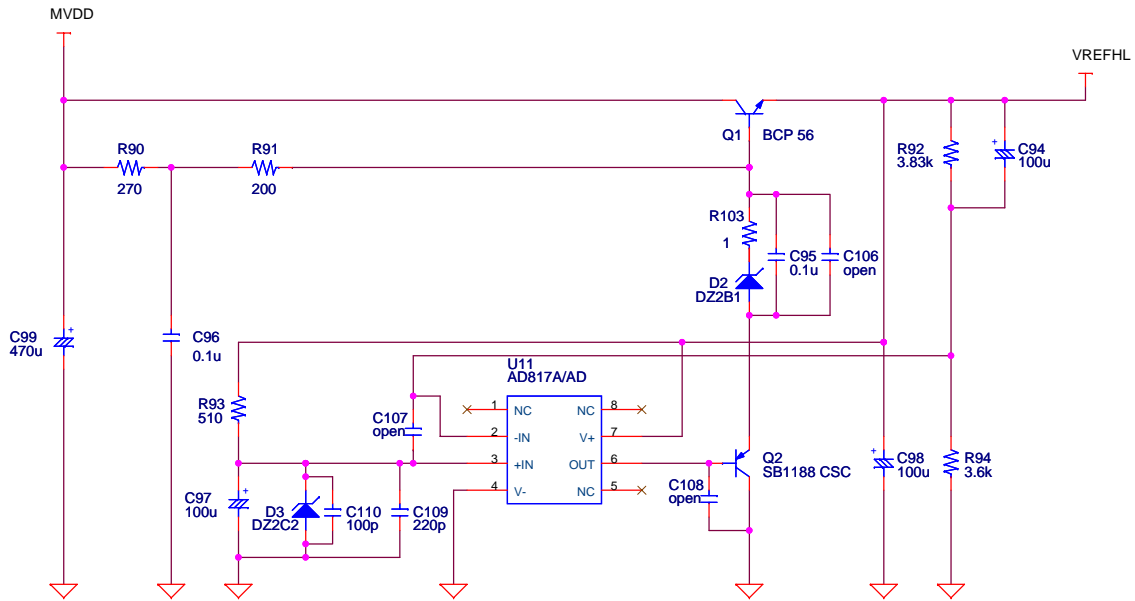 MVDD
VREFHL
Q1
BCP 56
R90
270
R91
200
R92
3.83k
C94
100u
R103
1
D2
DZ2B1
C95
0.1u
C106
open
C99
470u
C96
0.1u
U11
AD817A/AD
R93
510
C107
open
1
NC
NC
8
2
-IN
V+
7
3
+IN
OUT
6
4
V-
NC
5
Q2
SB1188 CSC
C108
open
C98
100u
R94
3.6k
C97
100u
D3
DZ2C2
C110
100p
C109
220p
+
+
+
+